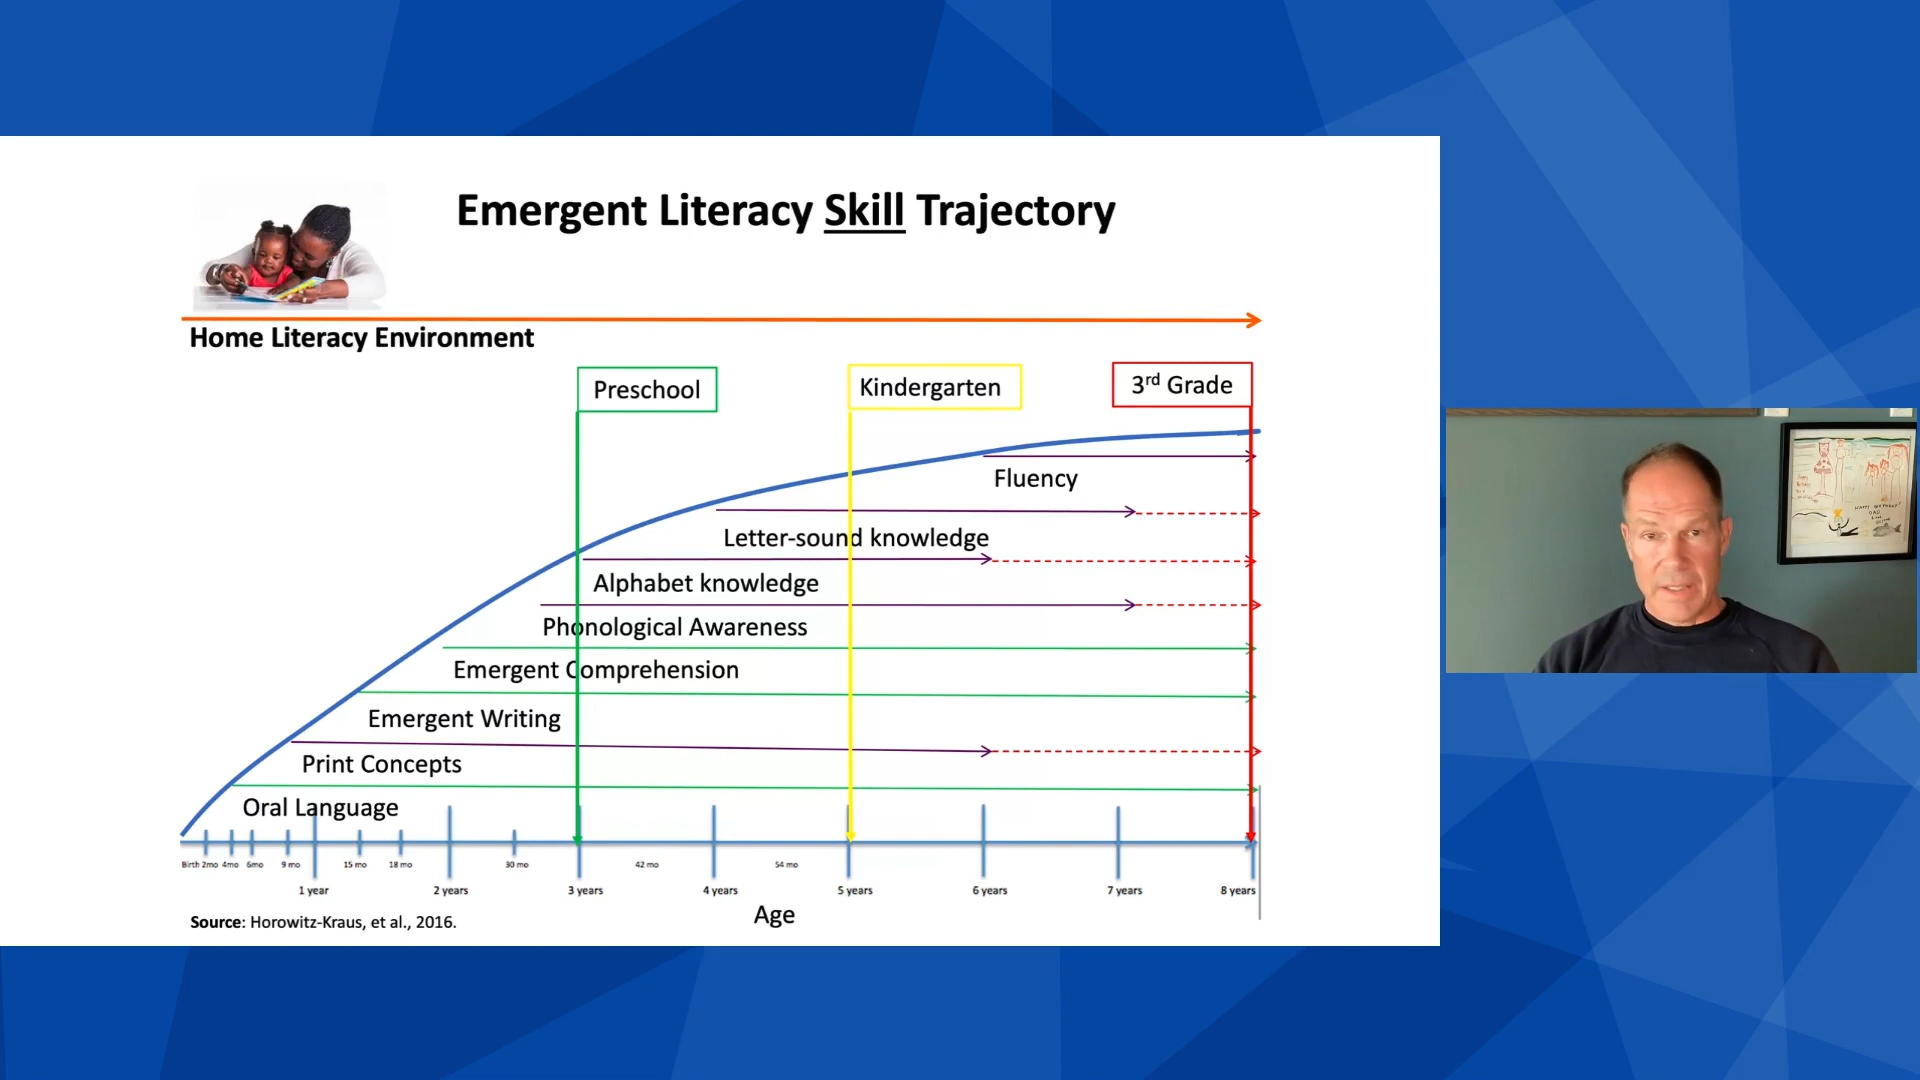 Emergent Literacy Skill Trajectory
Home Literacy Environment
Preschool
Kindergarten
3rd Grade
Fluency
Letter-sound knowledge
Alphabet knowledge
Phonological Awareness
Emergent Comprehension
Emergent Writing
Print Concepts
Oral Language
Birth 2mo 4mo 6mo 9 mo 15 mo 18 mo 30 mo 42 mo 54 mo
1 year 2 years 3 years 4 years 5 years 6 years 7 years 8 years
Age
Source: Horowitz-Kraus, et al., 2016.
HAPPY BIRTHDAY
DAD